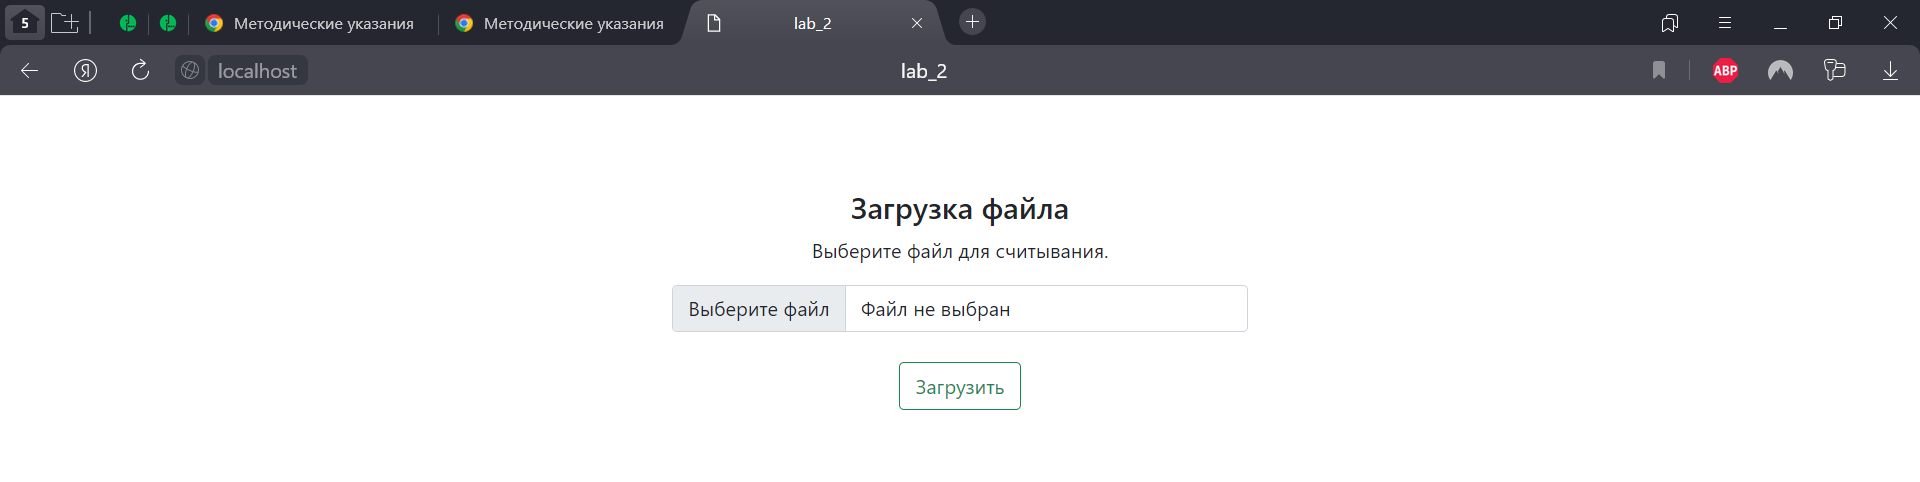 5
Методические указания
Методические указания
lab_2
Я
localhost
lab_2
ABP
Загрузка файла
Выберите файл для считывания.
Выберите файл
Файл не выбран
Загрузить